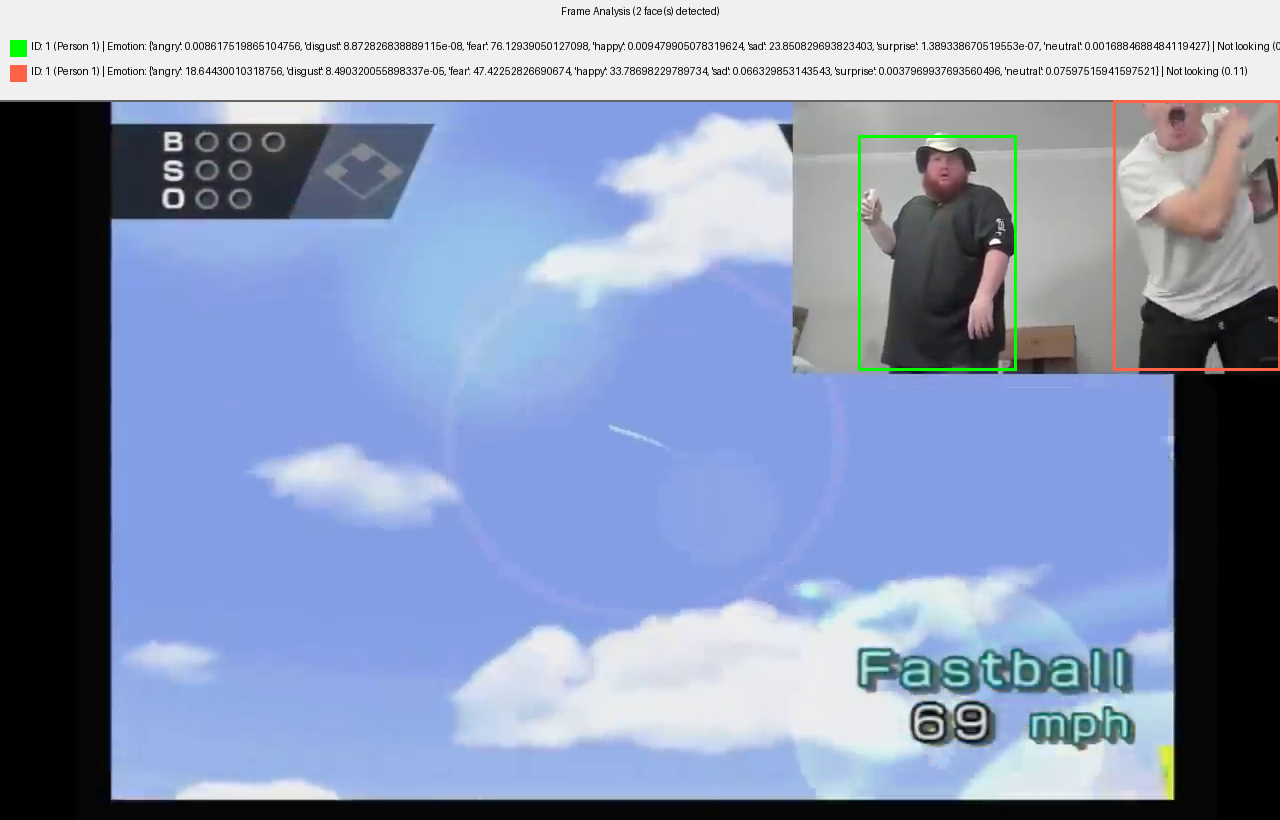 Frame Analysis (2 face(s) detected)
ID: 1 (Person 1) | Emotion: {'angry': 0.008617519865104756, 'disgust': 8.872826838889115e-08, 'fear': 76.12939050127098, 'happy': 0.009479905078319624, 'sad': 23.850829693823403, 'surprise': 1.389338670519553e-07, 'neutral': 0.0016884688484119427} | Not looking (0
ID: 1 (Person 1) | Emotion: {'angry': 18.64430010318756, 'disgust': 8.490320055898337e-05, 'fear': 47.42252826690674, 'happy': 33.78698229789734, 'sad': 0.066329853143543, 'surprise': 0.0037969937693560496, 'neutral': 0.07597515941597521} | Not looking (0.11)
B
S
O
Fastball
69 mph